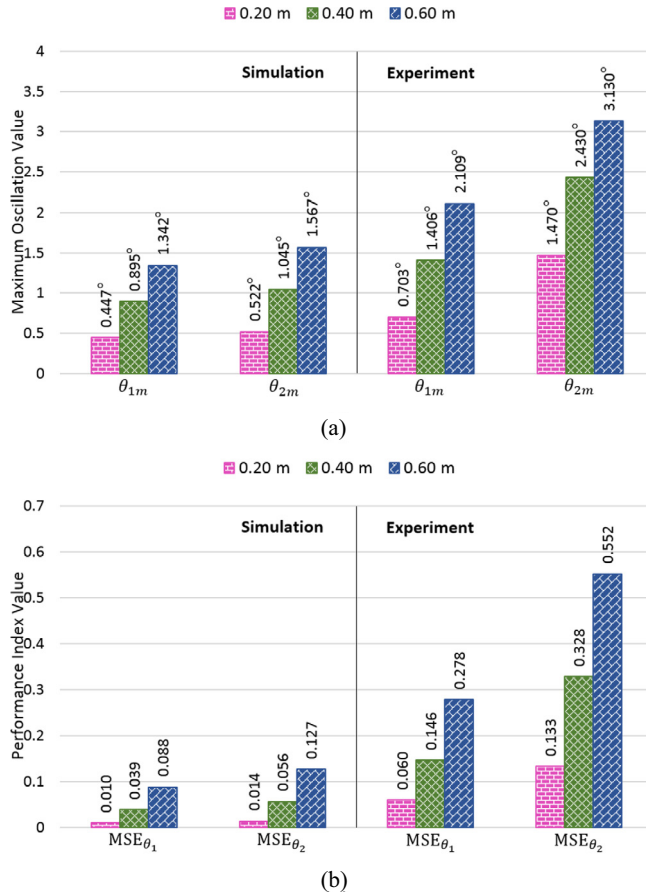 0.20 m 0.40 m 0.60 m
4
3.5
3
2.5
2
1.5
1
0.5
0
Maximum Oscillation Value
Simulation Experiment
0.447° 0.895° 1.342° 0.522° 1.045° 1.567° 0.703° 1.406° 2.109° 1.470° 2.430° 3.130°
θ1m θ2m θ1m θ2m
(a)
0.20 m 0.40 m 0.60 m
0.7
0.6
0.5
0.4
0.3
0.2
0.1
0
Performance Index Value
Simulation Experiment
0.010 0.039 0.088 0.014 0.056 0.127 0.060 0.146 0.278 0.133 0.328 0.552
MSEθ1 MSEθ2 MSEθ1 MSEθ2
(b)